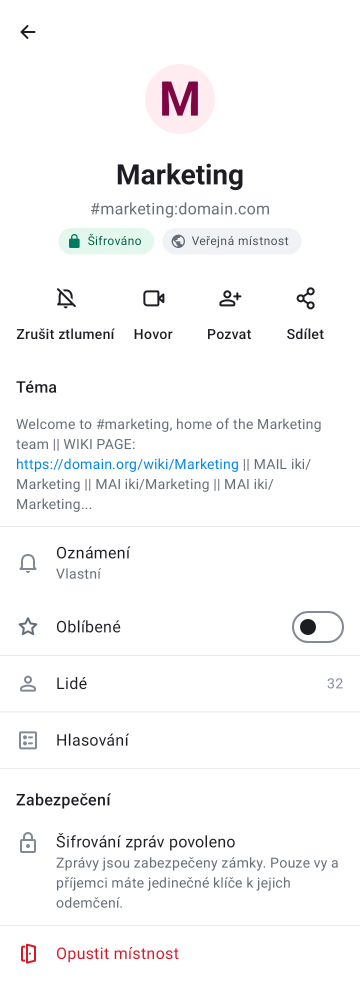 M
Marketing
#marketing:domain.com
Šifrováno
Veřejná místnost
Zrušit ztlumení
Hovor
Pozvat
Sdílet
Téma
Welcome to #marketing, home of the Marketing
team || WIKI PAGE:
https://domain.org/wiki/Marketing || MAIL iki/
Marketing || MAI iki/Marketing || MAI iki/
Marketing...
Oznámení
Vlastní
Oblíbené
Lidé
32
Hlasování
Zabezpečení
Šifrování zpráv povoleno
Zprávy jsou zabezpečeny zámky. Pouze vy a
příjemci máte jedinečné klíče k jejich
odemčení.
Opustit místnost